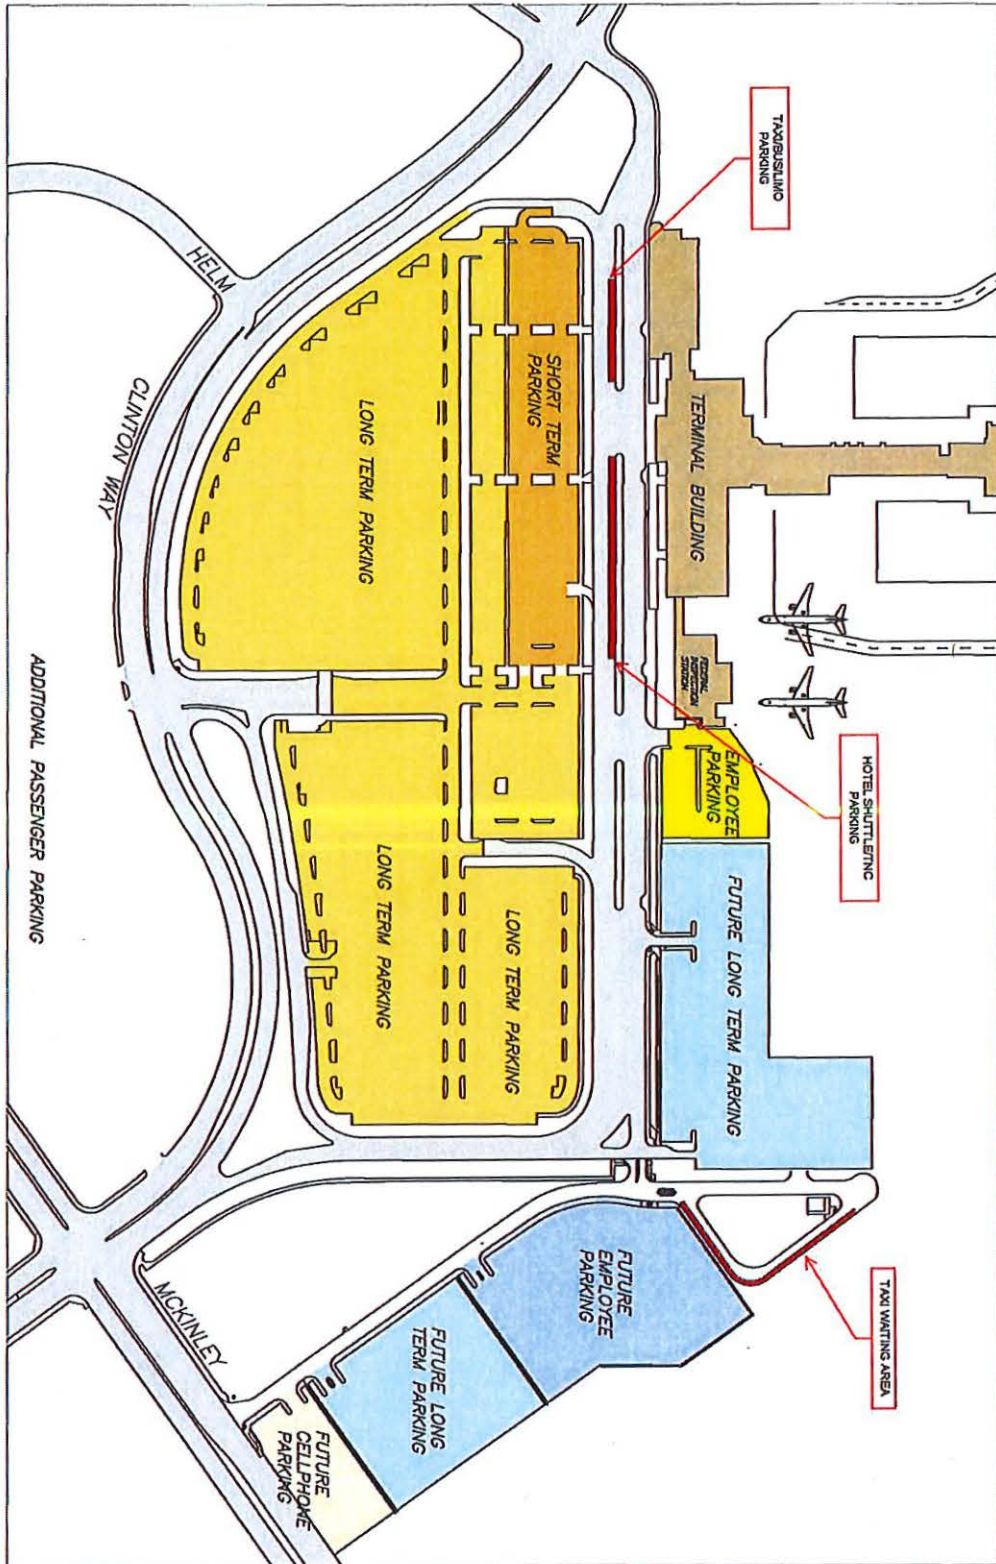 TAXI/BUS/LIMO
PARKING
HOTEL SHUTTLE/TNC
PARKING
TAXI WAITING AREA
TERMINAL BUILDING
FEDERAL
INSPECTION
STATION
EMPLOYEE
PARKING
FUTURE LONG TERM PARKING
SHORT TERM
PARKING
LONG TERM PARKING
LONG TERM PARKING
LONG TERM PARKING
FUTURE
EMPLOYEE
PARKING
FUTURE LONG
TERM PARKING
FUTURE
CELLPHONE
PARKING
HELM
CLINTON WAY
MCKINLEY
ADDITIONAL PASSENGER PARKING